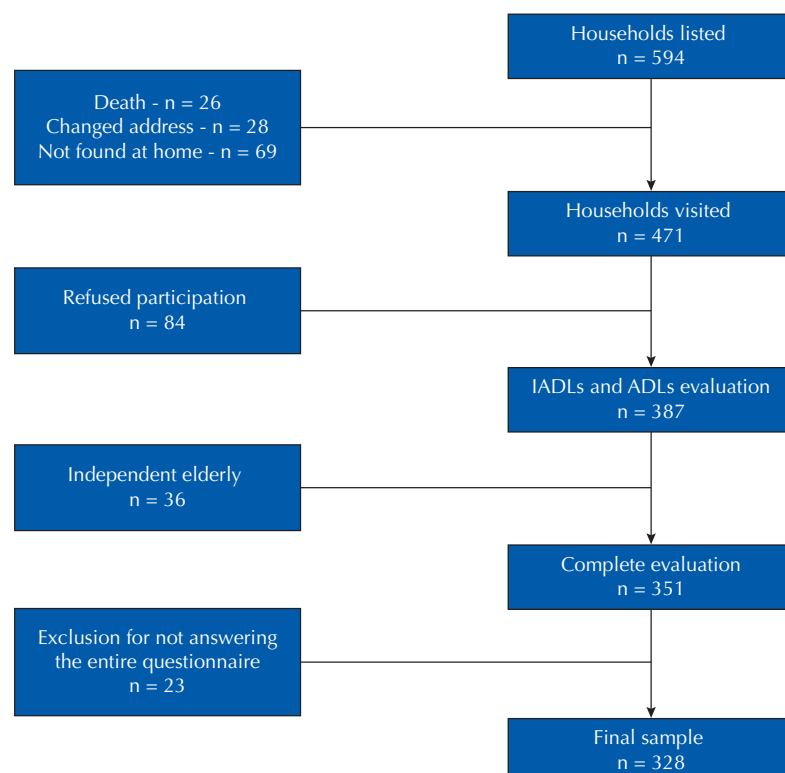 Households listed
n = 594
Death - n = 26
Changed address - n = 28
Not found at home - n = 69
Households visited
n = 471
Refused participation
n = 84
IADLs and ADLs evaluation
n = 387
Independent elderly
n = 36
Complete evaluation
n = 351
Exclusion for not answering
the entire questionnaire
n = 23
Final sample
n = 328